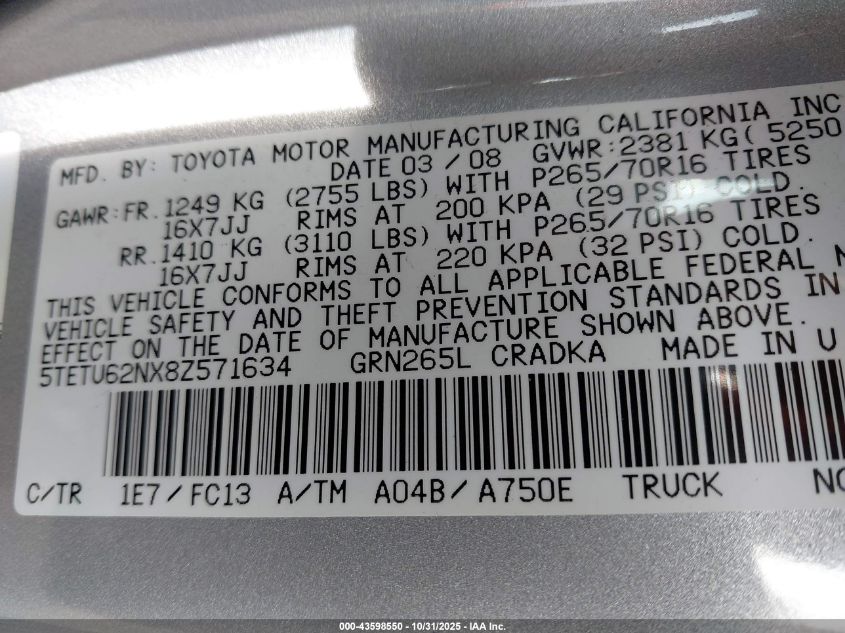 MFD. BY: TOYOTA MOTOR MANUFACTURING CALIFORNIA INC
DATE 03 / 08 GVWR:2381 KG( 5250
GAWR:FR. 1249 KG (2755 LBS) WITH P265/70R16 TIRES
16X7JJ RIMS AT 200 KPA (29 PSI) COLD.
RR. 1410 KG (3110 LBS) WITH P265/70R16 TIRES
16X7JJ RIMS AT 220 KPA (32 PSI) COLD.
THIS VEHICLE CONFORMS TO ALL APPLICABLE FEDERAL M
VEHICLE SAFETY AND THEFT PREVENTION STANDARDS IN
EFFECT ON THE DATE OF MANUFACTURE SHOWN ABOVE.
5TETU62NX8Z571634 GRN265L CRADKA MADE IN U
C/TR 1E7 / FC13 A/TM A04B/ A750E TRUCK NO
000-43598550 - 10/31/2025 - IAA Inc.